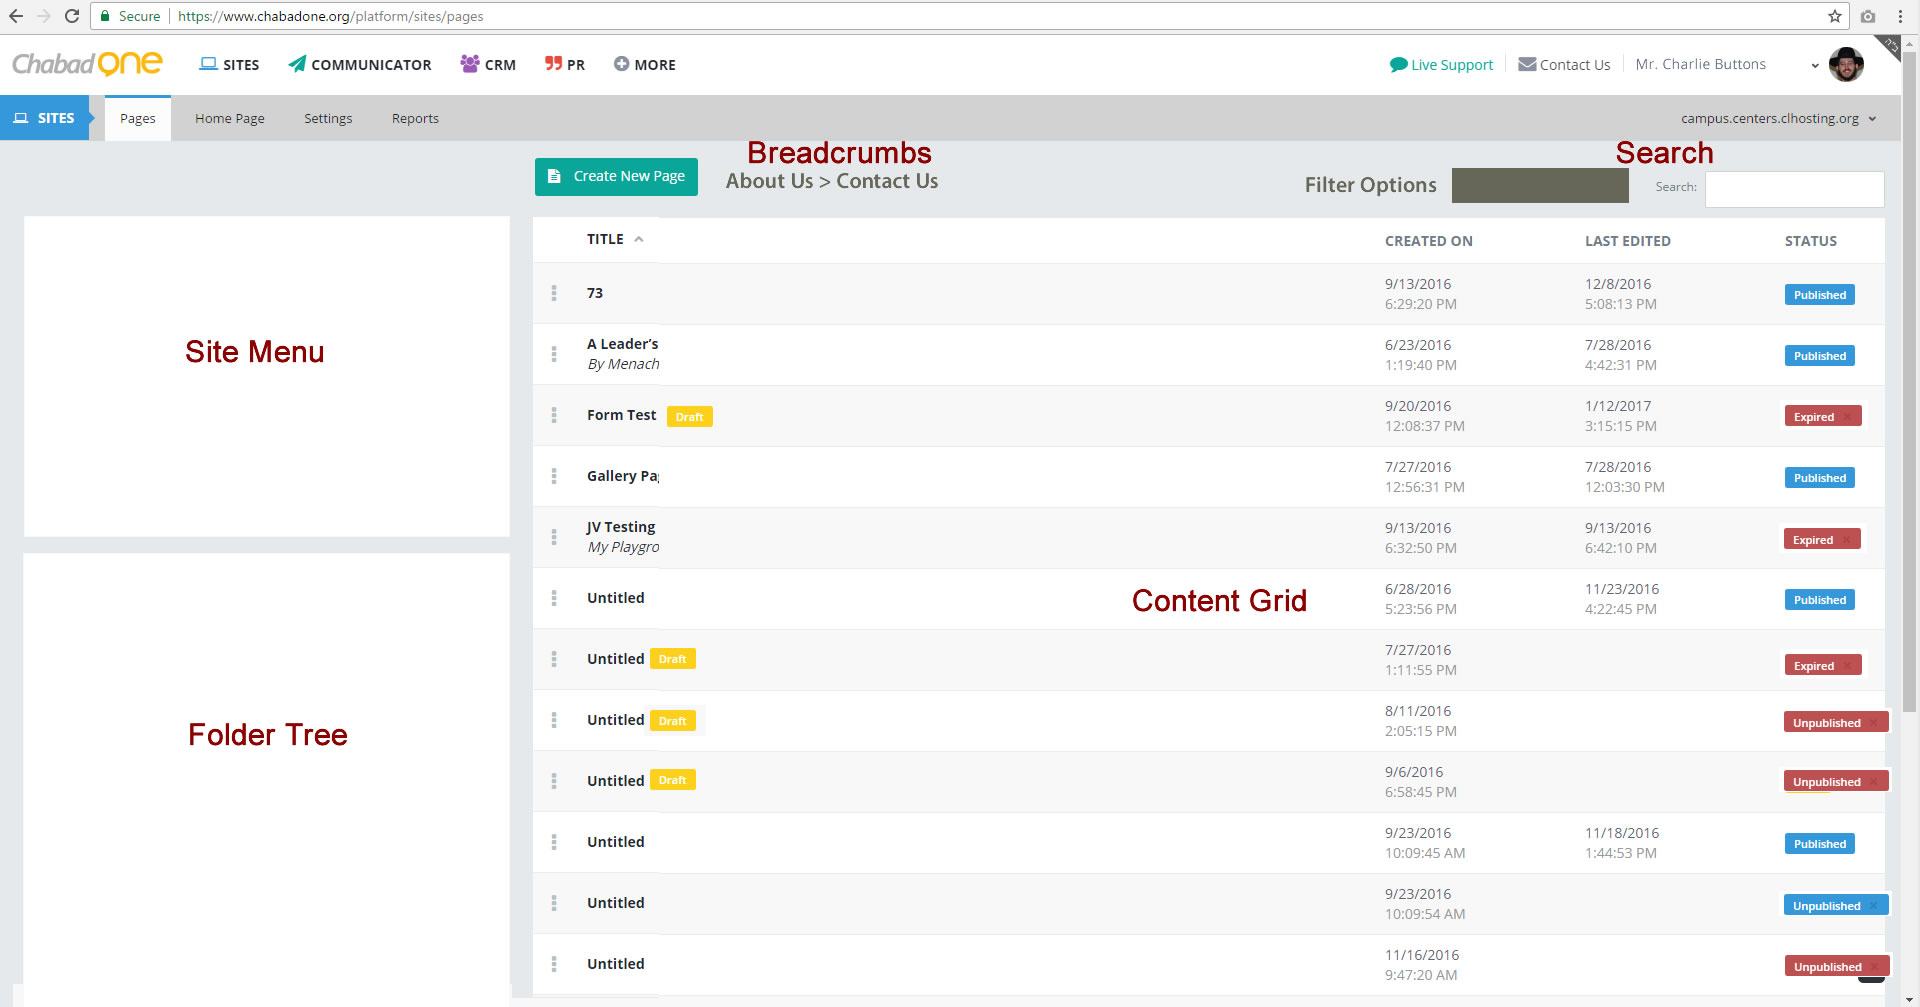 Secure https://www.chabadone.org/platform/sites/pages
ChabadONE SITES COMMUNICATOR CRM PR MORE Live Support Contact Us Mr. Charlie Buttons ב"ה
SITES Pages Home Page Settings Reports campus.centers.clhosting.org
Breadcrumbs Search
Create New Page About Us > Contact Us Filter Options Search:
TITLE CREATED ON LAST EDITED STATUS
73 9/13/2016 12/8/2016 Published
6:29:20 PM 5:08:13 PM
A Leader's 6/23/2016 7/28/2016 Published
By Menach 1:19:40 PM 4:42:31 PM
Site Menu
Form Test Draft 9/20/2016 1/12/2017 Expired ×
12:08:37 PM 3:15:15 PM
Gallery Pa 7/27/2016 7/28/2016 Published
12:56:31 PM 12:03:30 PM
JV Testing 9/13/2016 9/13/2016 Expired ×
My Playgro 6:32:50 PM 6:42:10 PM
Untitled 6/28/2016 11/23/2016 Published
5:23:56 PM 4:22:45 PM
Content Grid
Untitled Draft 7/27/2016 Expired ×
1:11:55 PM
Untitled Draft 8/11/2016 Unpublished ×
2:05:15 PM
Folder Tree
Untitled Draft 9/6/2016 Unpublished ×
6:58:45 PM
Untitled 9/23/2016 11/18/2016 Published
10:09:45 AM 1:44:53 PM
Untitled 9/23/2016 Unpublished ×
10:09:54 AM
Untitled 11/16/2016 Unpublished ×
9:47:20 AM